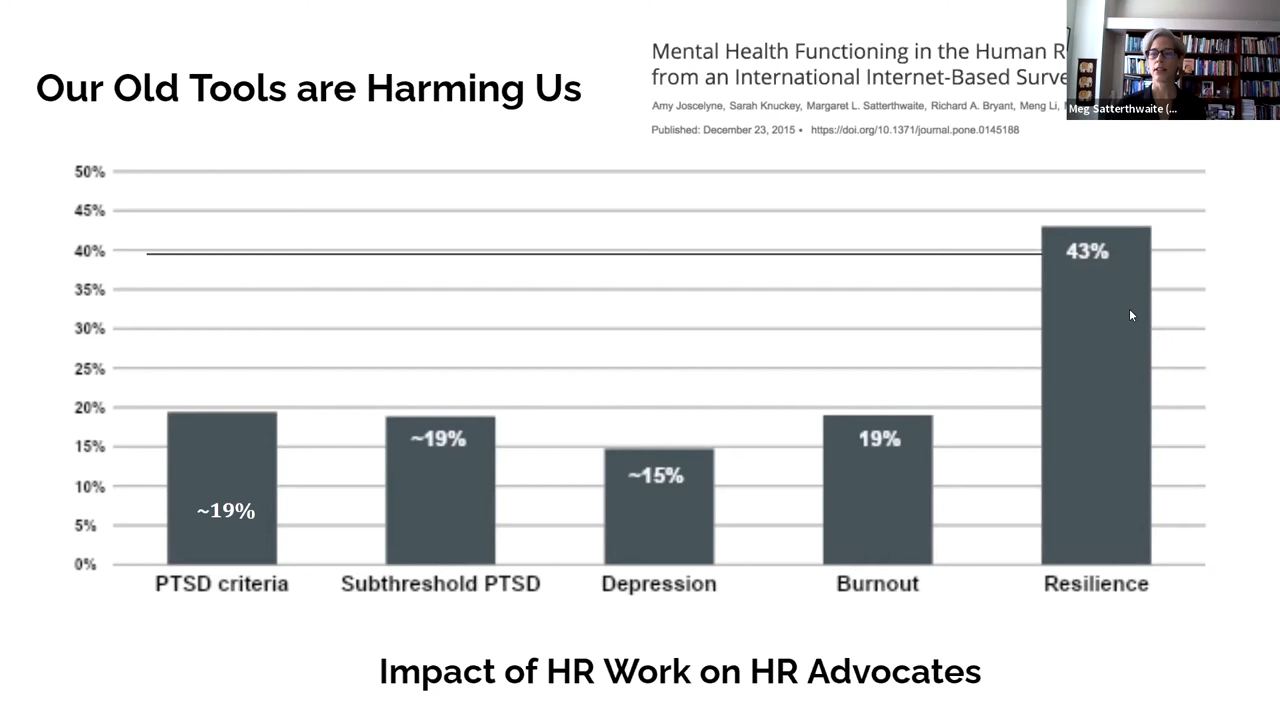 Our Old Tools are Harming Us
Mental Health Functioning in the Human
from an International Internet-Based
Amy Joscelyne, Sarah Knuckey, Margaret L. Satterthwaite, Richard A. Bryant, Meng Li,
Published: December 23, 2015 • https://doi.org/10.1371/journal.pone.0145188
Meg Satterthwaite (...
50%
45%
40%
35%
30%
25%
20%
15%
10%
5%
0%
~19%
~19%
~15%
19%
43%
PTSD criteria
Subthreshold PTSD
Depression
Burnout
Resilience
Impact of HR Work on HR Advocates